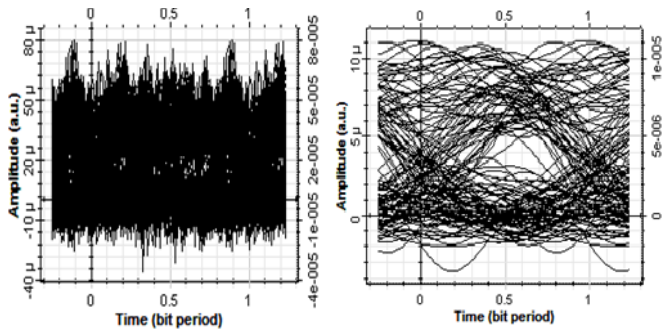 0 0.5 1
80 µ
50 µ
20 µ
-10 µ
-40 µ
Amplitude (a.u.)
8e-005
5e-005
2e-005
-1e-005
-4e-005
0 0.5 1
Time (bit period)
0 0.5 1
10 µ
5 µ
0
Amplitude (a.u.)
1e-005
5e-006
0
0 0.5 1
Time (bit period)